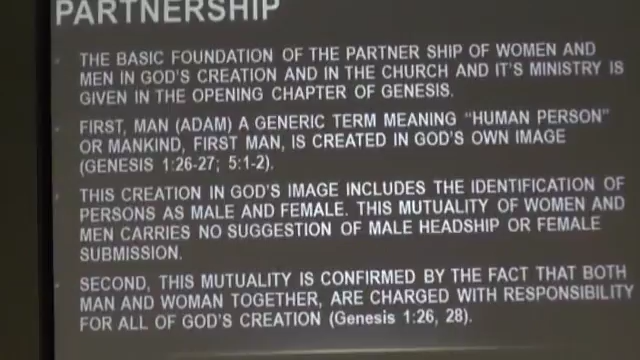 PARTNERSHIP
THE BASIC FOUNDATION OF THE PARTNER SHIP OF WOMEN AND
MEN IN GOD'S CREATION AND IN THE CHURCH AND IT'S MINISTRY IS
GIVEN IN THE OPENING CHAPTER OF GENESIS.
FIRST, MAN (ADAM) A GENERIC TERM MEANING "HUMAN PERSON"
OR MANKIND, FIRST MAN, IS CREATED IN GOD'S OWN IMAGE
(GENESIS 1:26-27; 5:1-2).
THIS CREATION IN GOD'S IMAGE INCLUDES THE IDENTIFICATION OF
PERSONS AS MALE AND FEMALE. THIS MUTUALITY OF WOMEN AND
MEN CARRIES NO SUGGESTION OF MALE HEADSHIP OR FEMALE
SUBMISSION.
SECOND, THIS MUTUALITY IS CONFIRMED BY THE FACT THAT BOTH
MAN AND WOMAN TOGETHER, ARE CHARGED WITH RESPONSIBILITY
FOR ALL OF GOD'S CREATION (Genesis 1:26, 28).